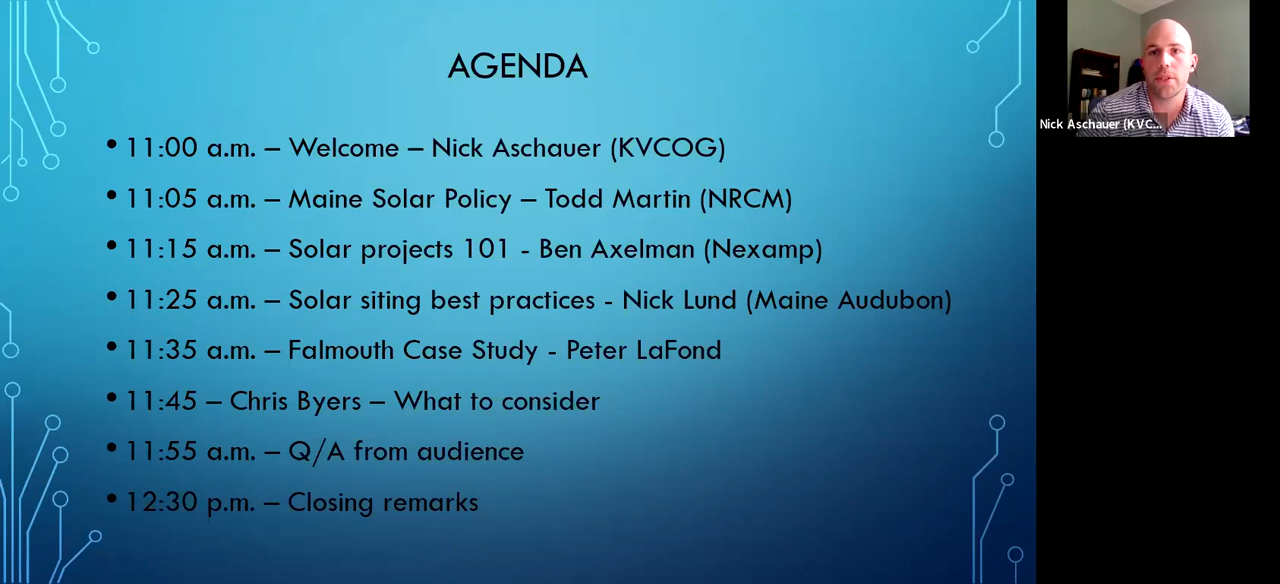 AGENDA
• 11:00 a.m. – Welcome – Nick Aschauer (KVCOG)
• 11:05 a.m. – Maine Solar Policy – Todd Martin (NRCM)
• 11:15 a.m. – Solar projects 101 - Ben Axelman (Nexamp)
• 11:25 a.m. – Solar siting best practices - Nick Lund (Maine Audubon)
• 11:35 a.m. – Falmouth Case Study - Peter LaFond
• 11:45 – Chris Byers – What to consider
• 11:55 a.m. – Q/A from audience
• 12:30 p.m. – Closing remarks
Nick Aschauer (KVC...